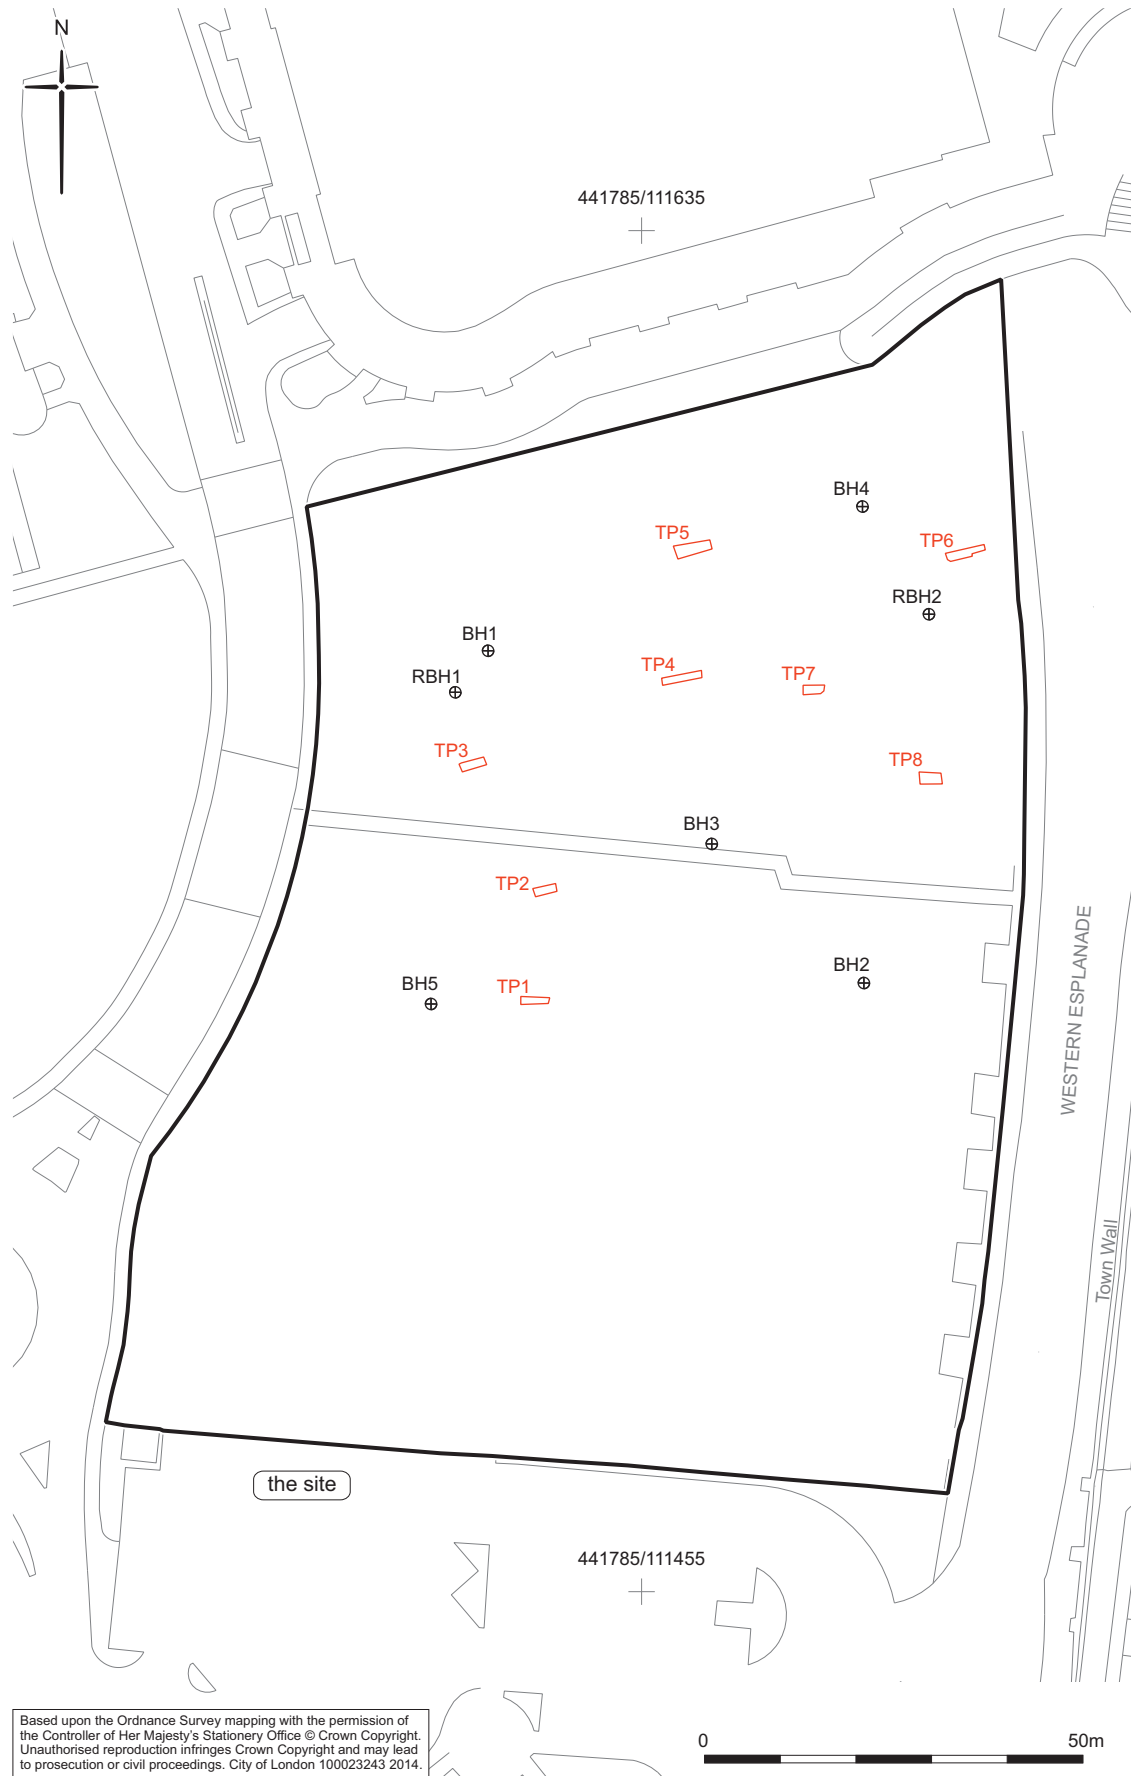 N
441785/111635
BH4
TP5
TP6
RBH2
BH1
TP4
RBH1
TP7
TP3
TP8
BH3
TP2
BH2
BH5
TP1
WESTERN ESPLANADE
Town Wall
the site
441785/111455
Based upon the Ordnance Survey mapping with the permission of
the Controller of Her Majesty's Stationery Office © Crown Copyright.
Unauthorised reproduction infringes Crown Copyright and may lead
to prosecution or civil proceedings. City of London 100023243 2014.
0 50m